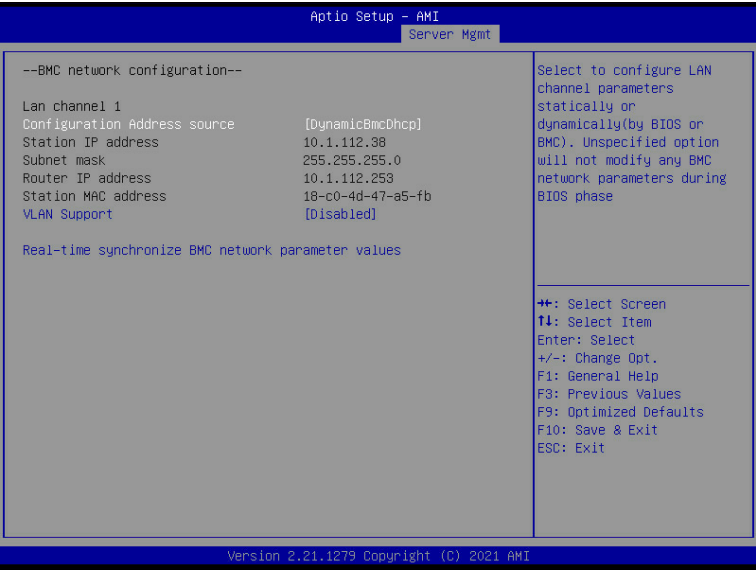 Aptio Setup – AMI
Server Mgmt
--BMC network configuration--
Lan channel 1
Configuration Address source [DynamicBmcDhcp]
Station IP address 10.1.112.38
Subnet mask 255.255.255.0
Router IP address 10.1.112.253
Station MAC address 18-c0-4d-47-a5-fb
VLAN Support [Disabled]
Real-time synchronize BMC network parameter values
Select to configure LAN
channel parameters
statically or
dynamically(by BIOS or
BMC). Unspecified option
will not modify any BMC
network parameters during
BIOS phase
→←: Select Screen
↑↓: Select Item
Enter: Select
+/-: Change Opt.
F1: General Help
F3: Previous Values
F9: Optimized Defaults
F10: Save & Exit
ESC: Exit
Version 2.21.1279 Copyright (C) 2021 AMI